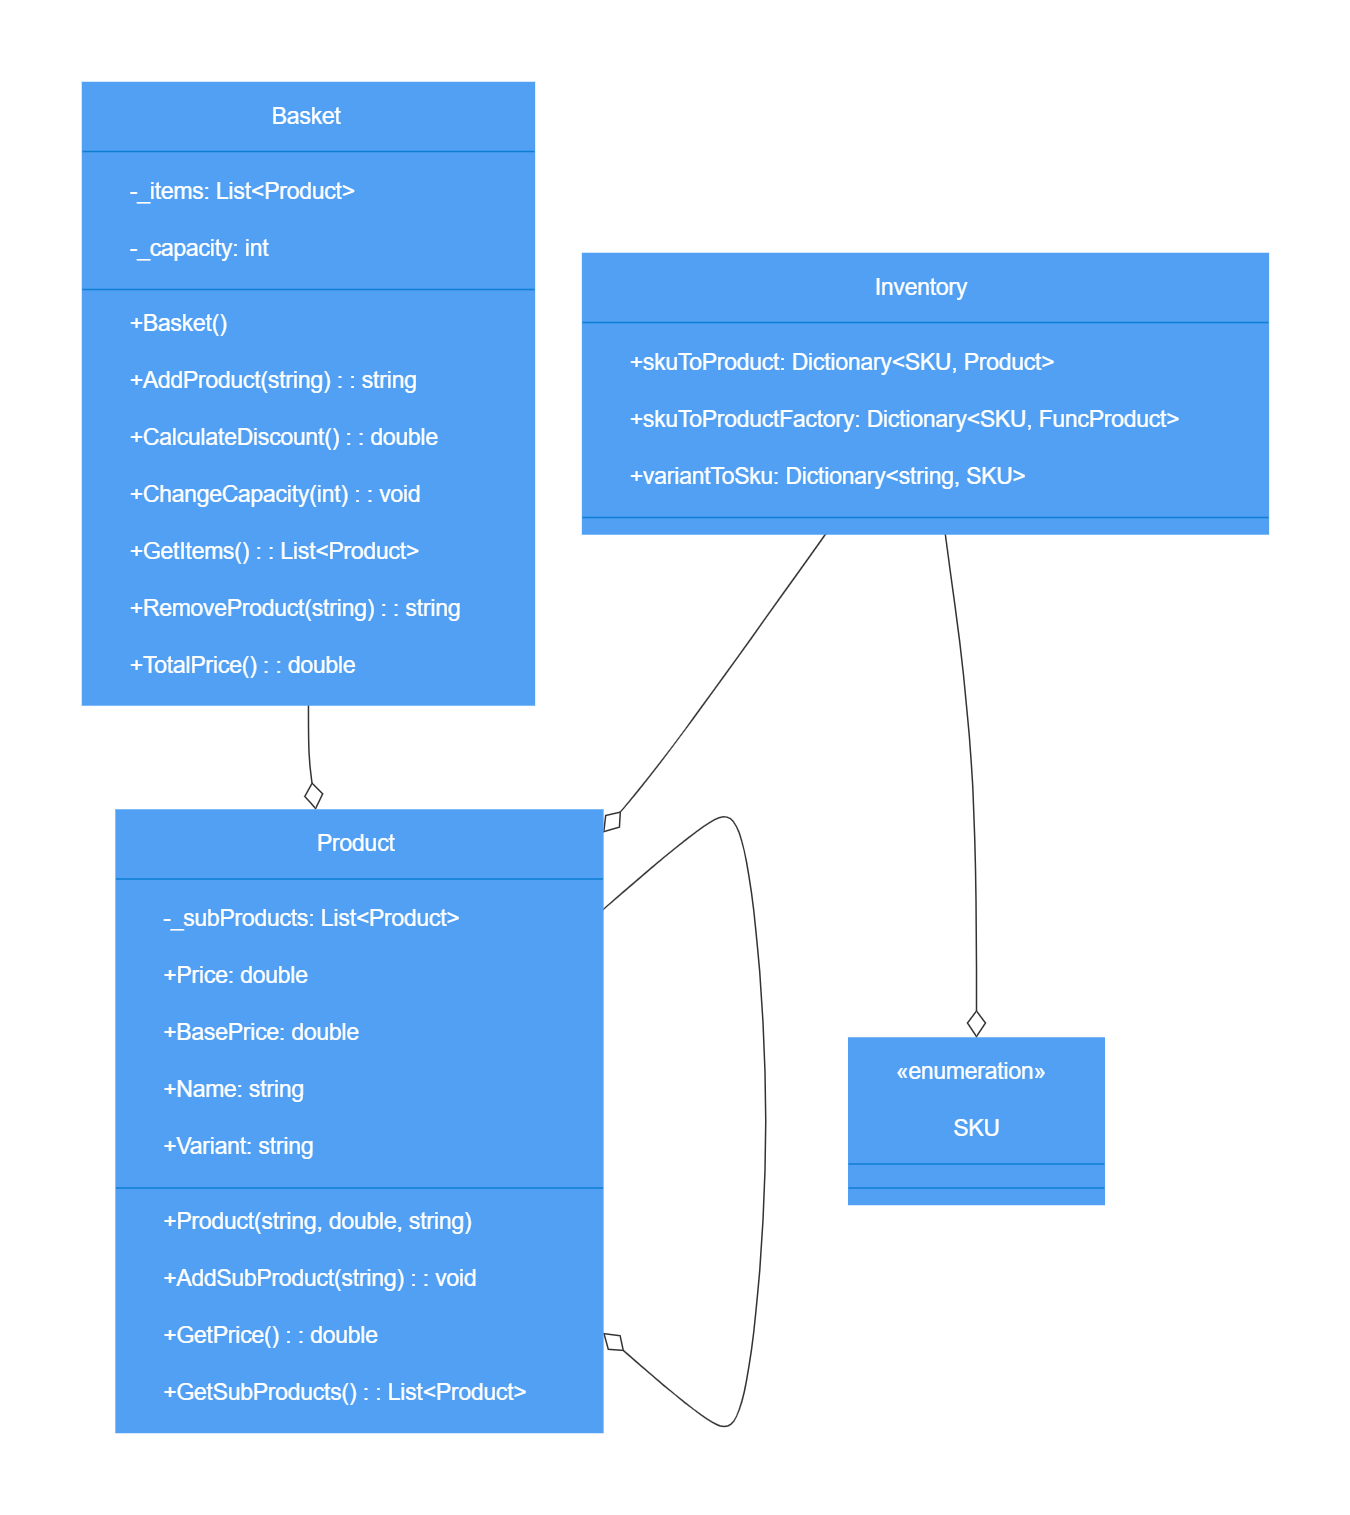 Basket
-_items: List<Product>
-_capacity: int
+Basket()
+AddProduct(string) : : string
+CalculateDiscount() : : double
+ChangeCapacity(int) : : void
+GetItems() : : List<Product>
+RemoveProduct(string) : : string
+TotalPrice() : : double
Inventory
+skuToProduct: Dictionary<SKU, Product>
+skuToProductFactory: Dictionary<SKU, FuncProduct>
+variantToSku: Dictionary<string, SKU>
Product
-_subProducts: List<Product>
+Price: double
+BasePrice: double
+Name: string
+Variant: string
+Product(string, double, string)
+AddSubProduct(string) : : void
+GetPrice() : : double
+GetSubProducts() : : List<Product>
«enumeration»
SKU